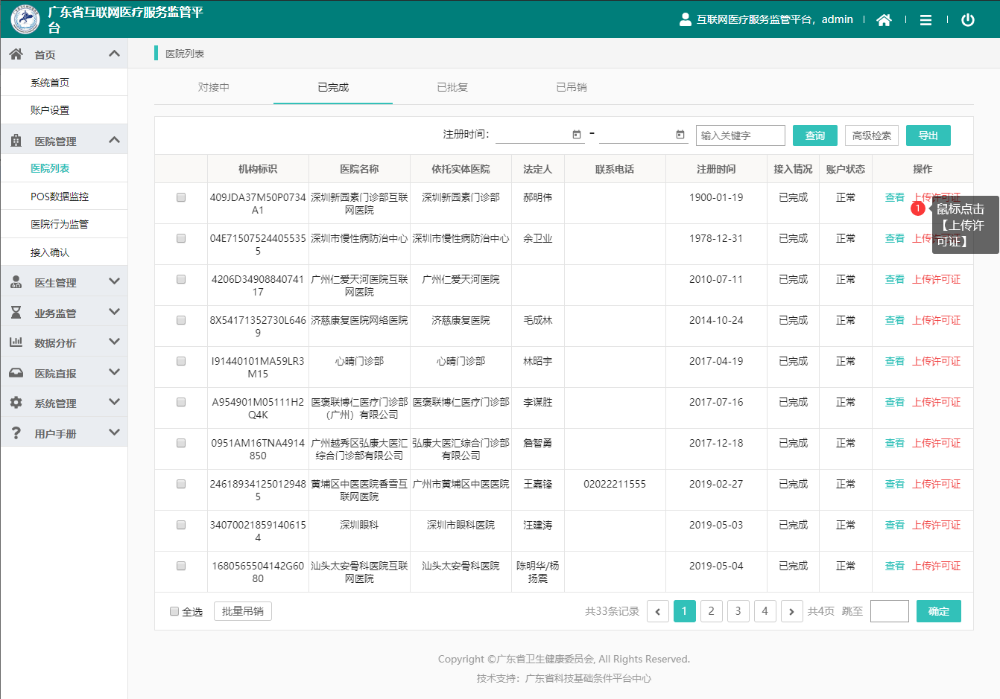 广东省互联网医疗服务监管平
台
互联网医疗服务监管平台，admin
首页
系统首页
账户设置
医院管理
医院列表
POS数据监控
医院行为监管
接入确认
医生管理
业务监管
数据分析
医院直报
系统管理
用户手册
医院列表
对接中 已完成 已批复 已吊销
注册时间： - 输入关键字 查询 高级检索 导出
机构标识 医院名称 依托实体医院 法定人 联系电话 注册时间 接入情况 账户状态 操作
409JDA37M50P0734 深圳新园素门诊部互联 深圳新园素门诊部 郝明伟 1900-01-19 已完成 正常 查看 上传许可证
A1 网医院
1 鼠标点击
【上传许
可证】
04E71507524405535 深圳市慢性病防治中心 深圳市慢性病防治中心 余卫业 1978-12-31 已完成 正常 查看 上传
5
4206D34908840741 广州仁爱天河医院互联 广州仁爱天河医院 2010-07-11 已完成 正常 查看 上传许可证
17 网医院
8X54171352730L646 济慈康复医院网络医院 济慈康复医院 毛成林 2014-10-24 已完成 正常 查看 上传许可证
9
I91440101MA59LR3 心晴门诊部 心晴门诊部 林昭宇 2017-04-19 已完成 正常 查看 上传许可证
M15
A954901M05111H2 医褒联博仁医疗门诊部 医褒联博仁医疗门诊部 李谋胜 2017-07-16 已完成 正常 查看 上传许可证
Q4K （广州）有限公司
0951AM16TNA4914 广州越秀区弘康大医汇 弘康大医汇综合门诊部 詹智勇 2017-12-18 已完成 正常 查看 上传许可证
850 综合门诊部有限公司 有限公司
24618934125012948 黄埔区中医医院香雪互 广州市黄埔区中医医院 王嘉锋 02022211555 2019-02-27 已完成 正常 查看 上传许可证
5 联网医院
34070021859140615 深圳眼科 深圳市眼科医院 汪建涛 2019-05-03 已完成 正常 查看 上传许可证
4
1680565504142G60 汕头太安骨科医院互联 汕头太安骨科医院 陈明华/杨 2019-05-04 已完成 正常 查看 上传许可证
80 网医院 扬震
全选 批量吊销 共33条记录 1 2 3 4 共4页 跳至 确定
Copyright ©广东省卫生健康委员会, All Rights Reserved.
技术支持：广东省科技基础条件平台中心